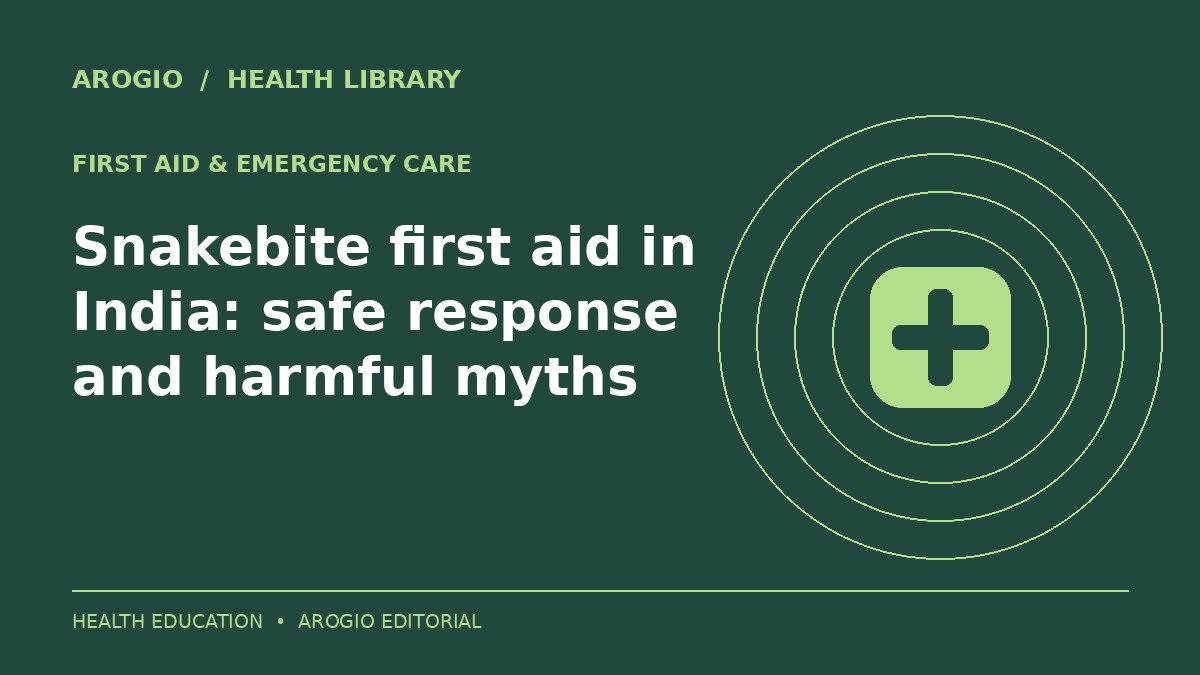 AROGIO / HEALTH LIBRARY
FIRST AID & EMERGENCY CARE
Snakebite first aid in
India: safe response
and harmful myths
HEALTH EDUCATION • AROGIO EDITORIAL